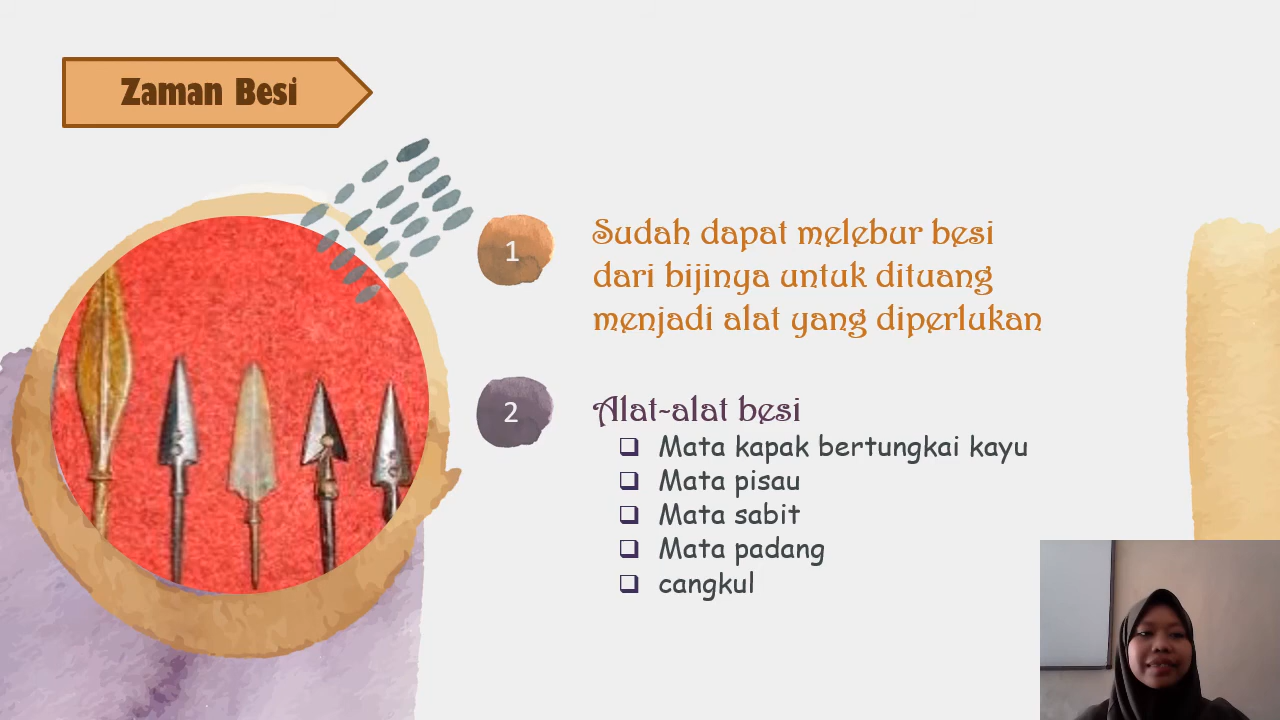 Zaman Besi
1
Sudah dapat melebur besi
dari bijinya untuk dituang
menjadi alat yang diperlukan
2
Alat-alat besi
Mata kapak bertungkai kayu
Mata pisau
Mata sabit
Mata padang
cangkul